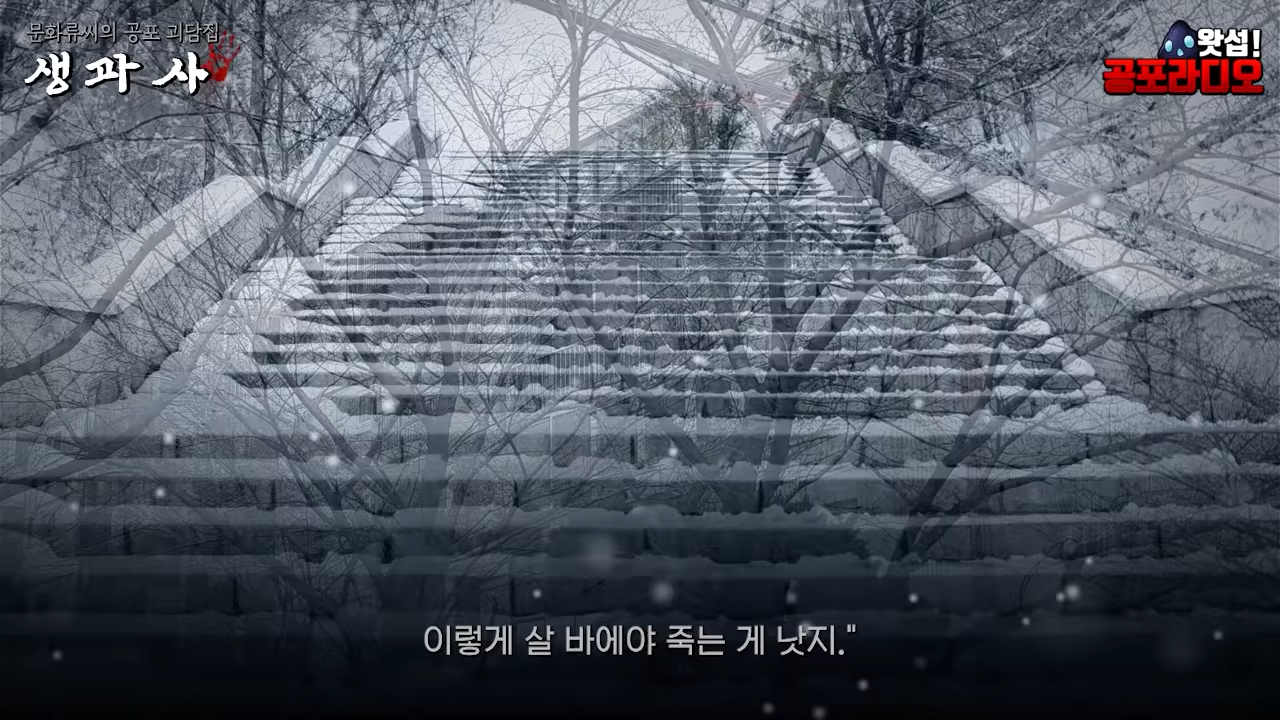 문화류씨의 공포 괴담집
생과 사
왓섭!
공포라디오
이렇게 살 바에야 죽는 게 낫지."